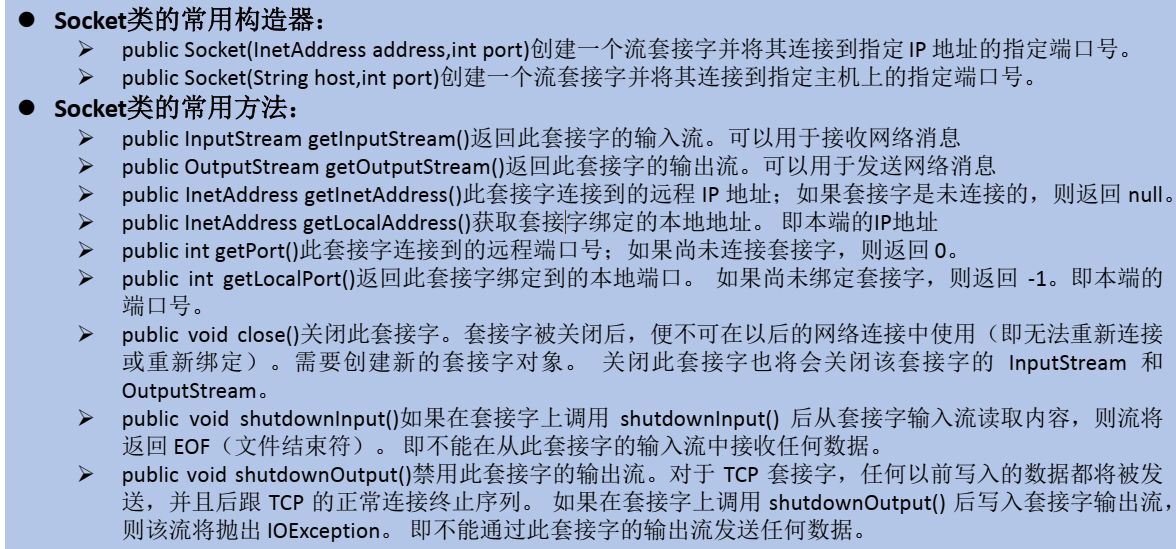 ● Socket类的常用构造器：
➢ public Socket(InetAddress address,int port)创建一个流套接字并将其连接到指定 IP 地址的指定端口号。
➢ public Socket(String host,int port)创建一个流套接字并将其连接到指定主机上的指定端口号。
● Socket类的常用方法：
➢ public InputStream getInputStream()返回此套接字的输入流。可以用于接收网络消息
➢ public OutputStream getOutputStream()返回此套接字的输出流。可以用于发送网络消息
➢ public InetAddress getInetAddress()此套接字连接到的远程 IP 地址；如果套接字是未连接的，则返回 null。
➢ public InetAddress getLocalAddress()获取套接字绑定的本地地址。 即本端的IP地址
➢ public int getPort()此套接字连接到的远程端口号；如果尚未连接套接字，则返回 0。
➢ public int getLocalPort()返回此套接字绑定到的本地端口。 如果尚未绑定套接字，则返回 -1。即本端的
端口号。
➢ public void close()关闭此套接字。套接字被关闭后，便不可在以后的网络连接中使用（即无法重新连接
或重新绑定）。需要创建新的套接字对象。 关闭此套接字也将会关闭该套接字的 InputStream 和
OutputStream。
➢ public void shutdownInput()如果在套接字上调用 shutdownInput() 后从套接字输入流读取内容，则流将
返回 EOF（文件结束符）。 即不能在从此套接字的输入流中接收任何数据。
➢ public void shutdownOutput()禁用此套接字的输出流。对于 TCP 套接字，任何以前写入的数据都将被发
送，并且后跟 TCP 的正常连接终止序列。 如果在套接字上调用 shutdownOutput() 后写入套接字输出流，
则该流将抛出 IOException。 即不能通过此套接字的输出流发送任何数据。